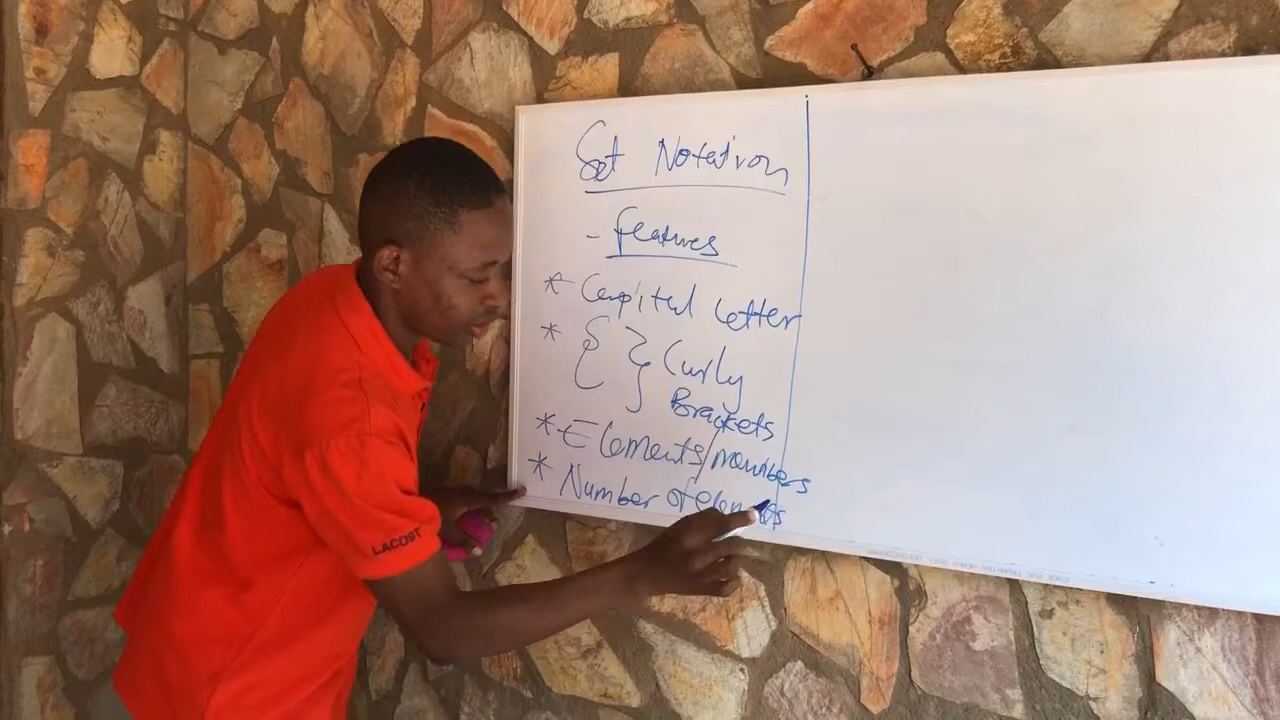 Set Notation
- features
* Capital Letter
* { } Curly
Brackets
* Elements/members
* Number of elements
LACOST